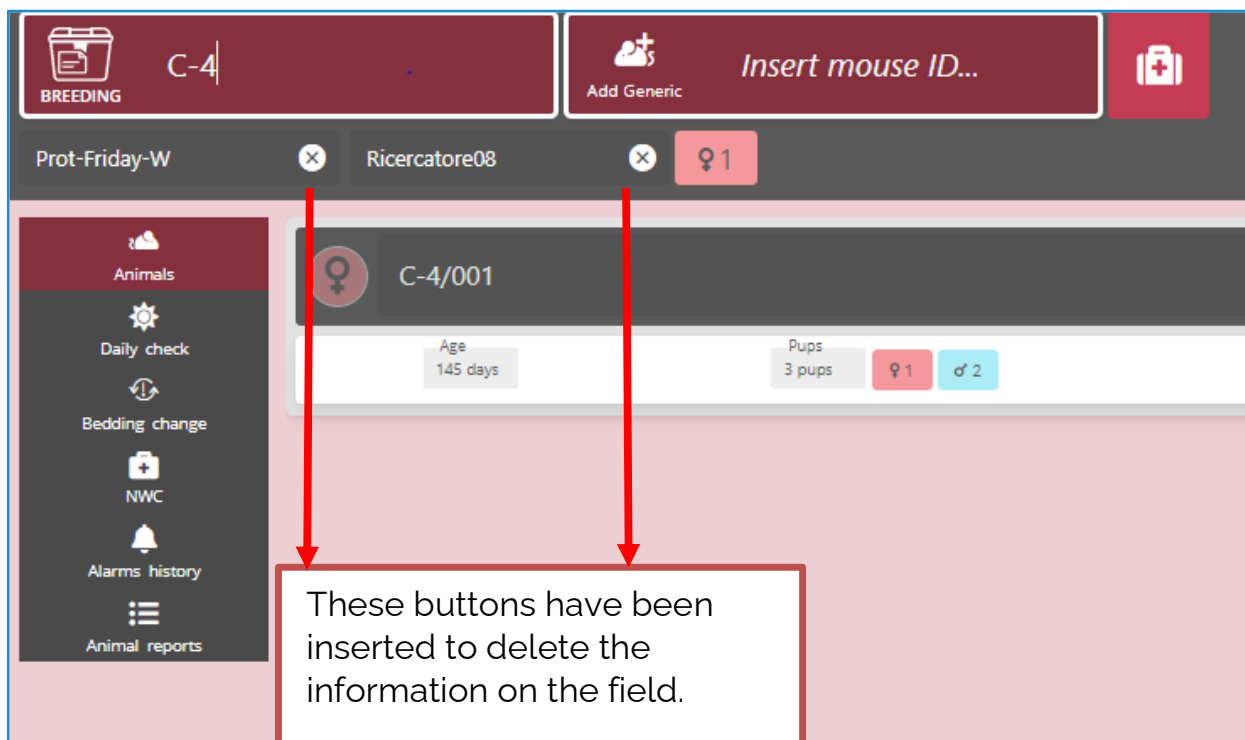 C-4
BREEDING
Add Generic
Insert mouse ID...
Prot-Friday-W
Ricercatore08
♀ 1
Animals
Daily check
Bedding change
NWC
Alarms history
Animal reports
C-4/001
Age
145 days
Pups
3 pups
♀ 1
♂ 2
These buttons have been
inserted to delete the
information on the field.